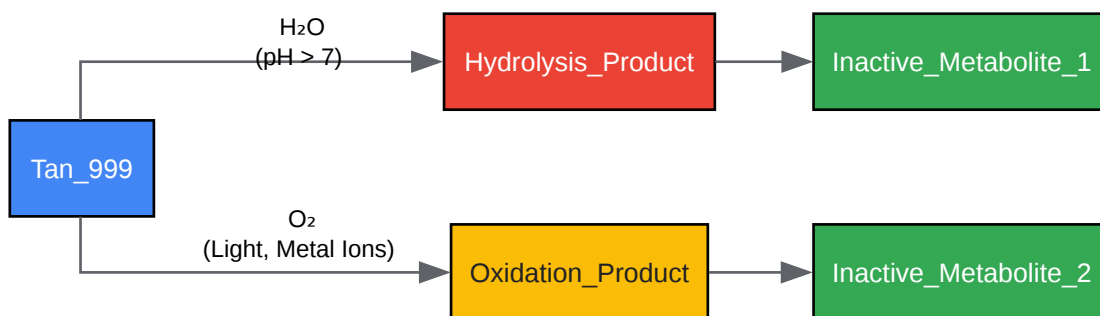 H₂O
(pH > 7)
Hydrolysis_Product
Inactive_Metabolite_1
Tan_999
O₂
(Light, Metal Ions)
Oxidation_Product
Inactive_Metabolite_2